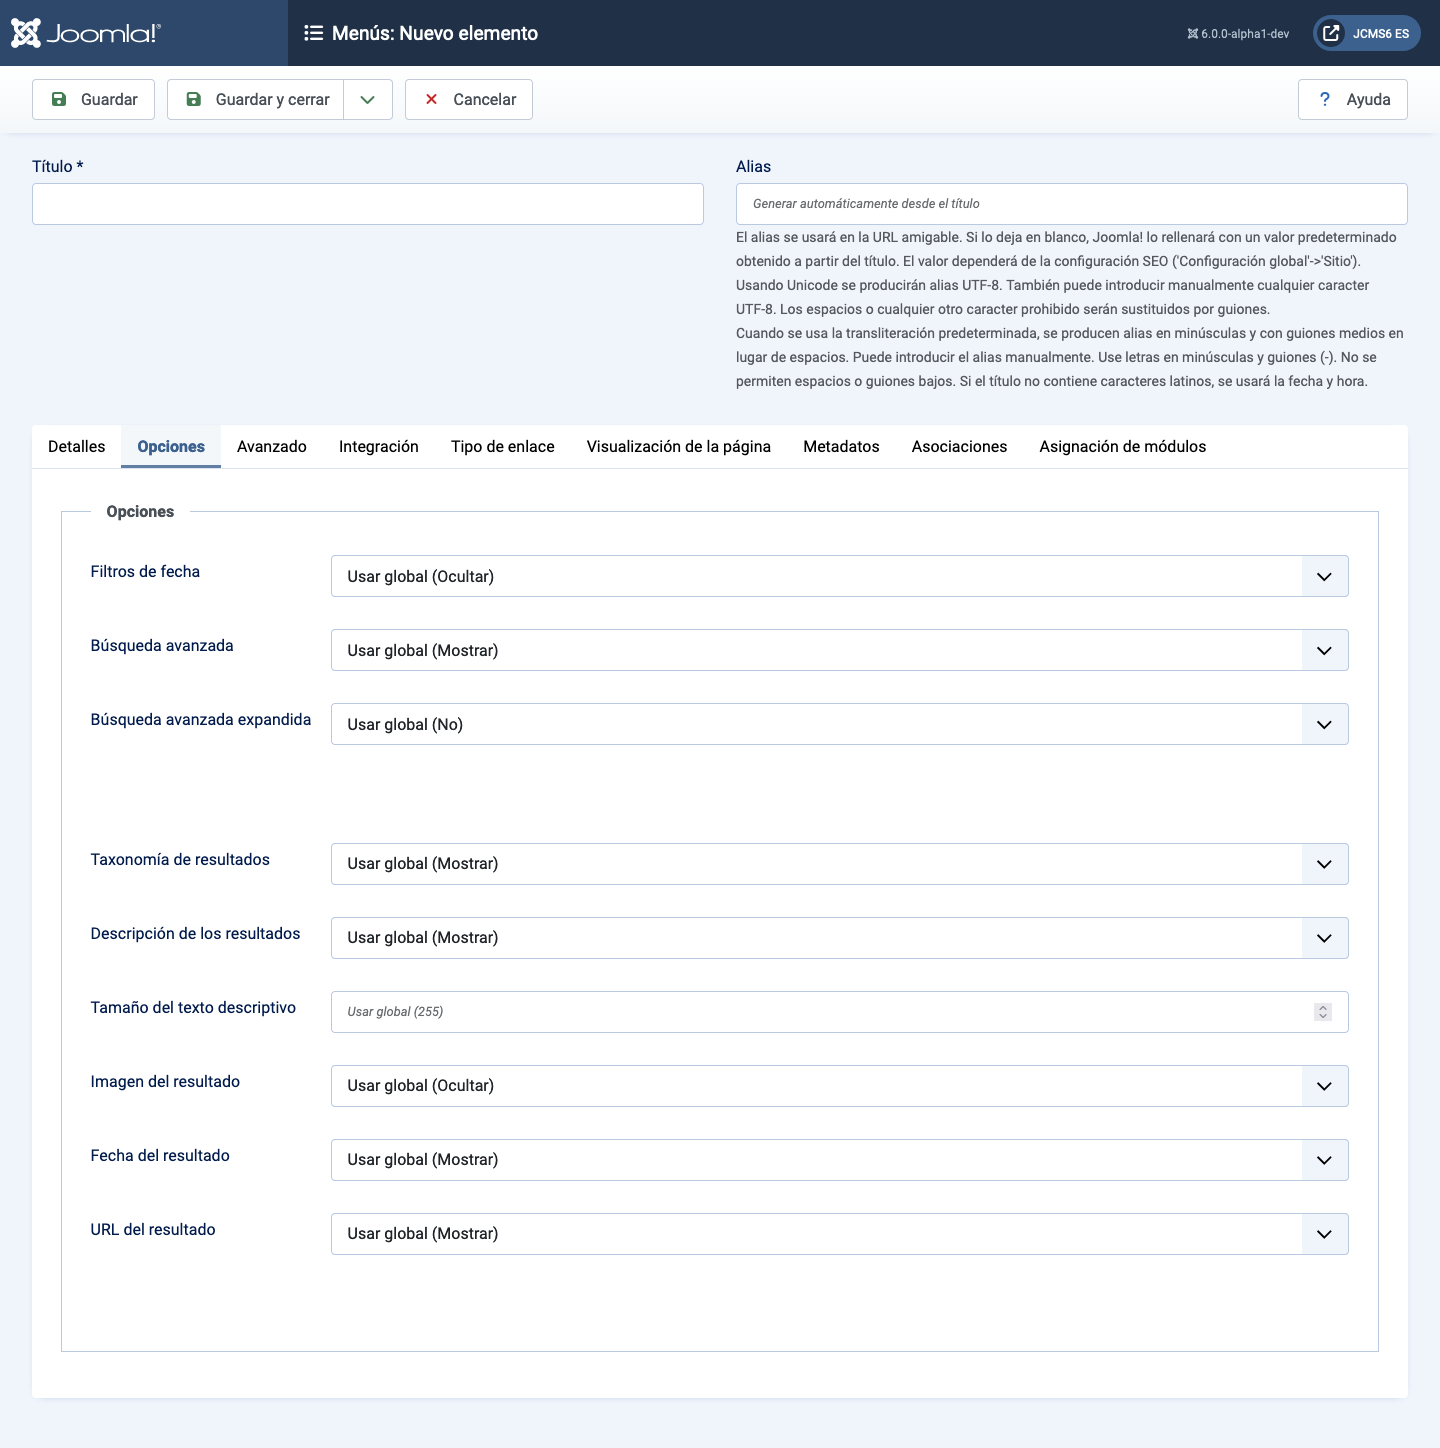 Joomla!®
Menús: Nuevo elemento
6.0.0-alpha1-dev
JCMS6 ES
Guardar
Guardar y cerrar
Cancelar
? Ayuda
Título *
Alias
Generar automáticamente desde el título
El alias se usará en la URL amigable. Si lo deja en blanco, Joomla! lo rellenará con un valor predeterminado
obtenido a partir del título. El valor dependerá de la configuración SEO ('Configuración global'->'Sitio').
Usando Unicode se producirán alias UTF-8. También puede introducir manualmente cualquier caracter
UTF-8. Los espacios o cualquier otro caracter prohibido serán sustituidos por guiones.
Cuando se usa la transliteración predeterminada, se producen alias en minúsculas y con guiones medios en
lugar de espacios. Puede introducir el alias manualmente. Use letras en minúsculas y guiones (-). No se
permiten espacios o guiones bajos. Si el título no contiene caracteres latinos, se usará la fecha y hora.
Detalles
Opciones
Avanzado
Integración
Tipo de enlace
Visualización de la página
Metadatos
Asociaciones
Asignación de módulos
Opciones
Filtros de fecha
Usar global (Ocultar)
Búsqueda avanzada
Usar global (Mostrar)
Búsqueda avanzada expandida
Usar global (No)
Taxonomía de resultados
Usar global (Mostrar)
Descripción de los resultados
Usar global (Mostrar)
Tamaño del texto descriptivo
Usar global (255)
Imagen del resultado
Usar global (Ocultar)
Fecha del resultado
Usar global (Mostrar)
URL del resultado
Usar global (Mostrar)